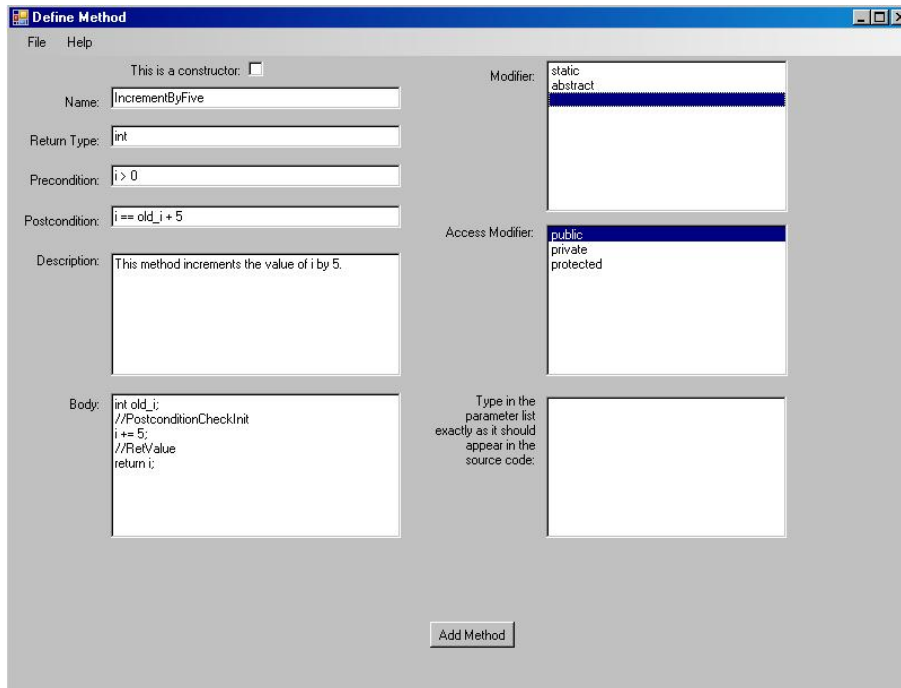 Define Method
File Help
This is a constructor:
Name: IncrementByFive
Return Type: int
Precondition: i > 0
Postcondition: i == old_i + 5
Description: This method increments the value of i by 5.
Body: int old_i;
//PostconditionCheckInit
i += 5;
//RetValue
return i;
Modifier: static
abstract
Access Modifier: public
private
protected
Type in the
parameter list
exactly as it should
appear in the
source code:
Add Method